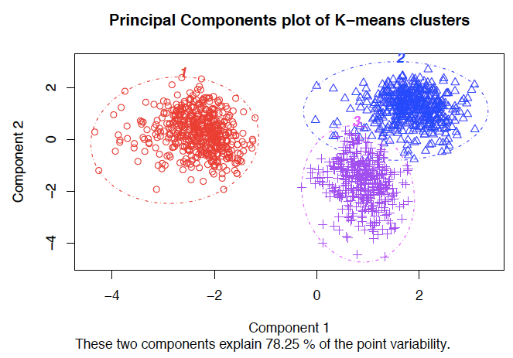 Principal Components plot of K−means clusters
1
2
3
Component 2
2
0
−2
−4
−4
−2
0
2
Component 1
These two components explain 78.25 % of the point variability.